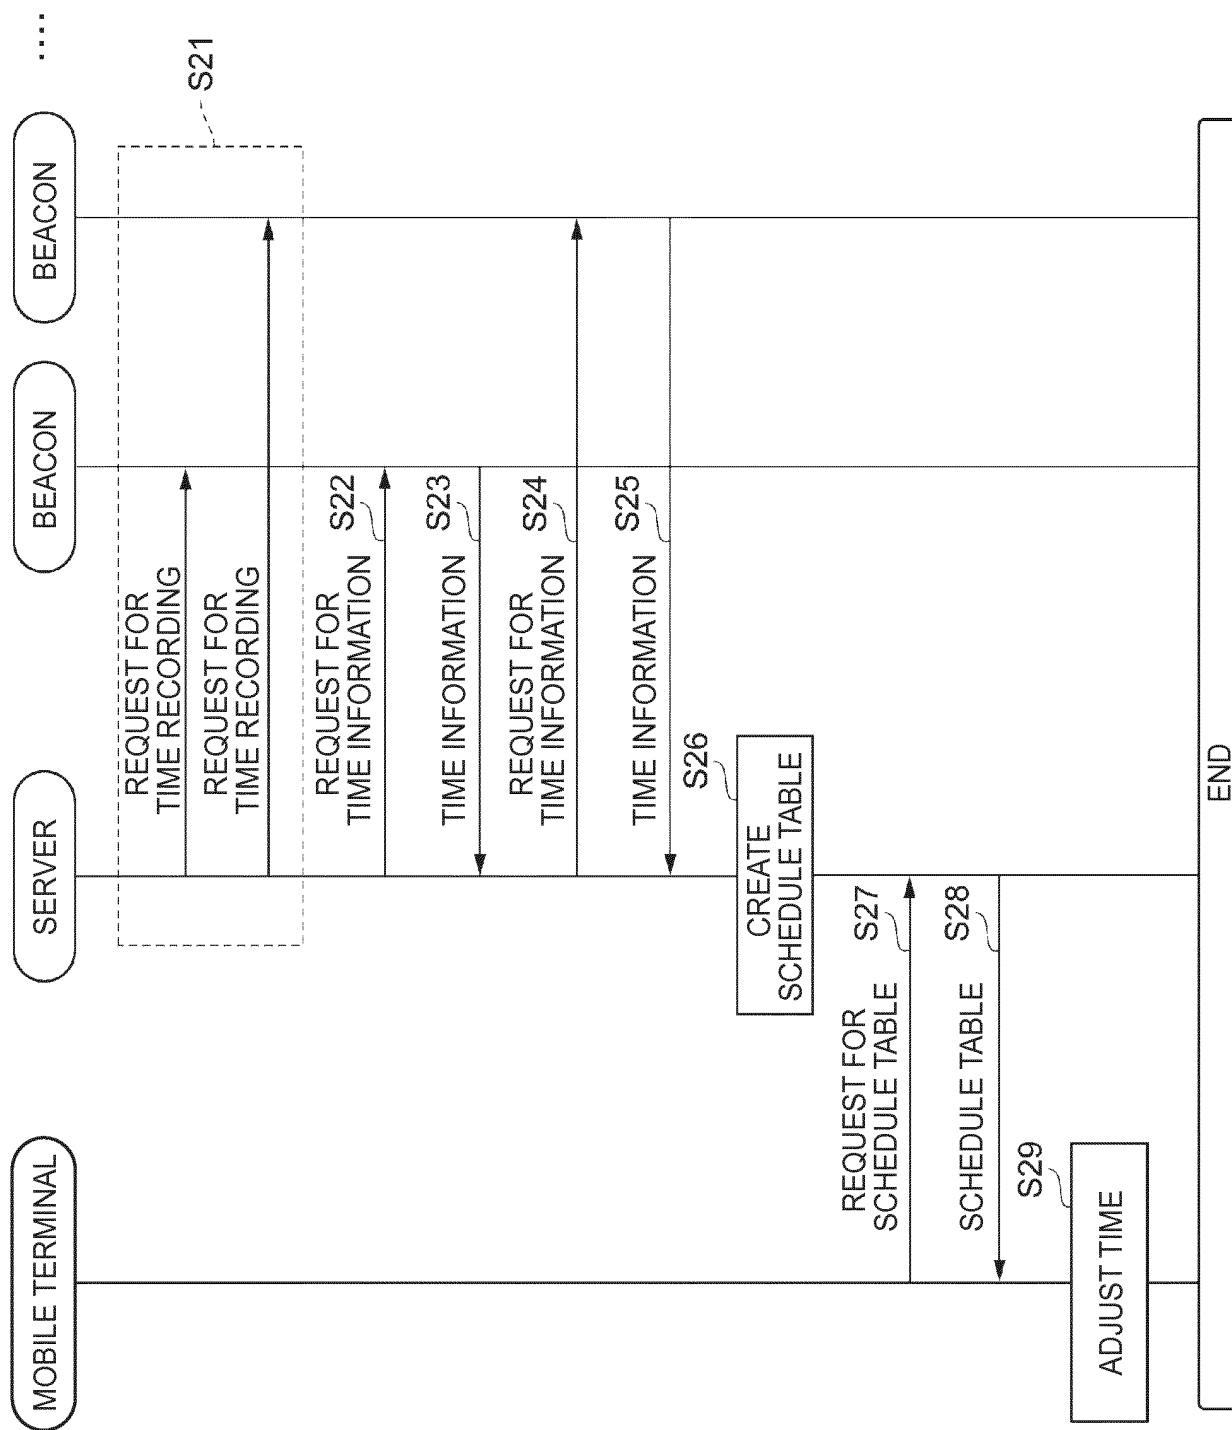 MOBILE TERMINAL
SERVER
BEACON
BEACON
....
S21
REQUEST FOR
TIME RECORDING
REQUEST FOR
TIME RECORDING
REQUEST FOR
TIME INFORMATION
S22
TIME INFORMATION
S23
REQUEST FOR
TIME INFORMATION
S24
TIME INFORMATION
S25
S26
CREATE
SCHEDULE TABLE
REQUEST FOR
SCHEDULE TABLE
S27
SCHEDULE TABLE
S28
S29
ADJUST TIME
END